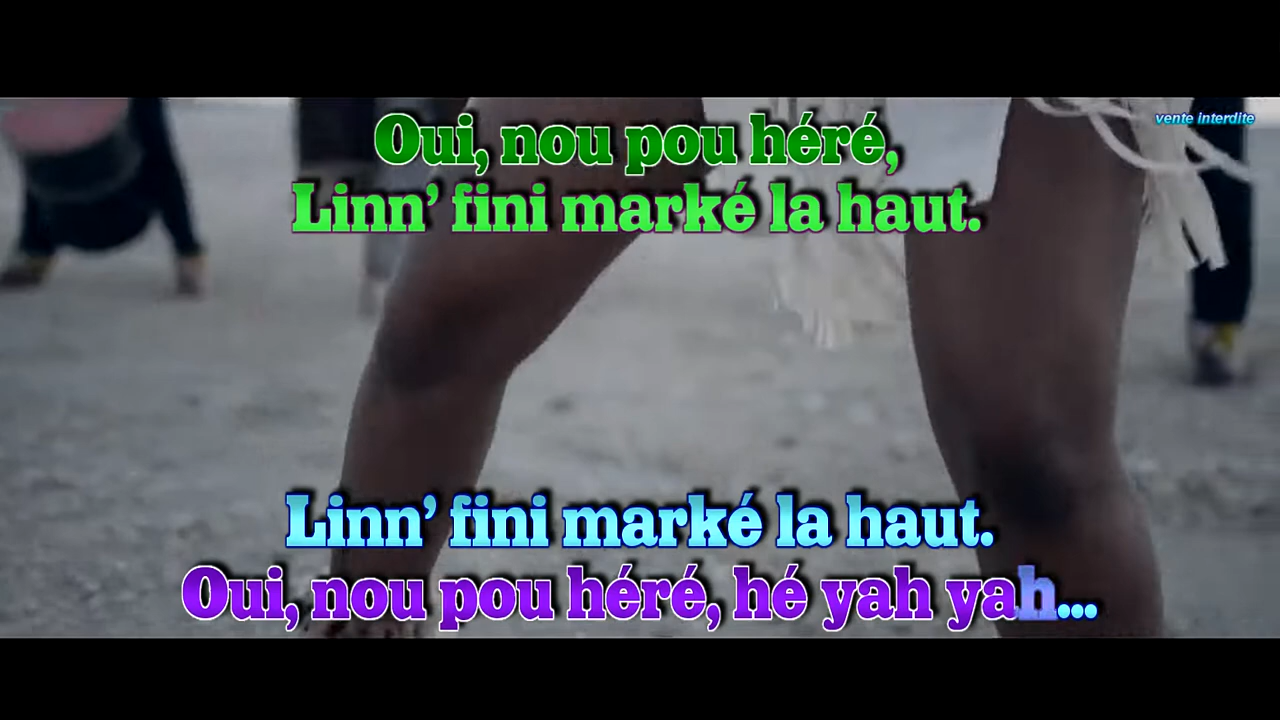 vente interdite
Oui, nou pou héré,
Linn’ fini marké la haut.
Linn’ fini marké la haut.
Oui, nou pou héré, hé yah yah...